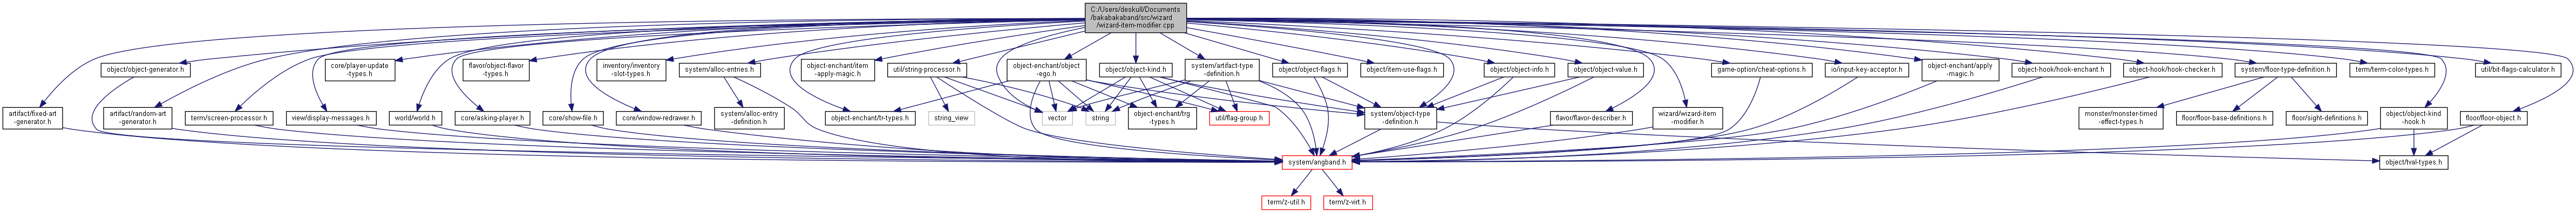 C:/Users/deskull/Documents
/bakabakaband/src/wizard
/wizard-item-modifier.cpp
object/object-generator.h
core/player-update
-types.h
flavor/object-flavor
-types.h
inventory/inventory
-slot-types.h
system/alloc-entries.h
object-enchant/item
-apply-magic.h
util/string-processor.h
object-enchant/object
-ego.h
object/object-kind.h
system/artifact-type
-definition.h
object/object-flags.h
object/item-use-flags.h
object/object-info.h
object/object-value.h
game-option/cheat-options.h
io/input-key-acceptor.h
object-enchant/apply
-magic.h
object-hook/hook-enchant.h
object-hook/hook-checker.h
system/floor-type-definition.h
term/term-color-types.h
util/bit-flags-calculator.h
artifact/fixed-art
-generator.h
artifact/random-art
-generator.h
term/screen-processor.h
view/display-messages.h
world/world.h
core/asking-player.h
core/show-file.h
core/window-redrawer.h
system/alloc-entry
-definition.h
object-enchant/tr-types.h
string_view
vector
string
object-enchant/trg
-types.h
util/flag-group.h
system/object-type
-definition.h
flavor/flavor-describer.h
wizard/wizard-item
-modifier.h
monster/monster-timed
-effect-types.h
floor/floor-base-definitions.h
floor/sight-definitions.h
object/object-kind
-hook.h
floor/floor-object.h
system/angband.h
object/tval-types.h
term/z-util.h
term/z-virt.h